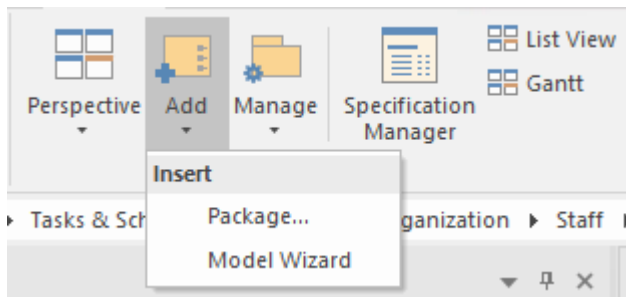 List View
Gantt
Perspective Add Manage Specification Manager
Insert
Package...
Model Wizard
Tasks & Sch
ganization Staff